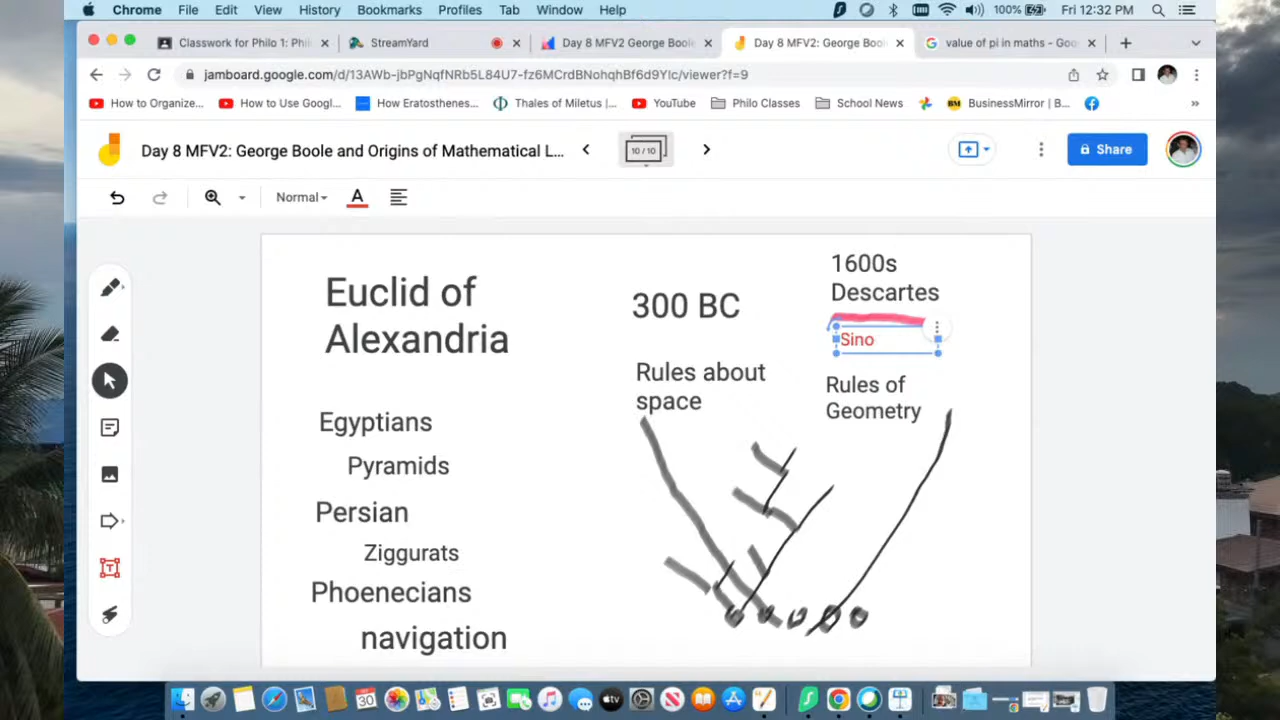 Chrome File Edit View History Bookmarks Profiles Tab Window Help 100% Fri 12:32 PM
Classwork for Philo 1: Phil StreamYard Day 8 MFV2 George Boole Day 8 MFV2: George Boo value of pi in maths - Goo
jamboard.google.com/d/13AWb-jbPgNqfNRb5L84U7-fz6MCrdBNohqhBf6d9YIc/viewer?f=9
How to Organize... How to Use Googl... How Eratosthenes... Thales of Miletus |... YouTube Philo Classes School News BM BusinessMirror | B... »
Day 8 MFV2: George Boole and Origins of Mathematical L... 10 / 10 Share
Normal A
Euclid of
Alexandria
300 BC
1600s
Descartes
Sino
Rules about
space
Rules of
Geometry
Egyptians
Pyramids
Persian
Ziggurats
Phoenecians
navigation
30
tv